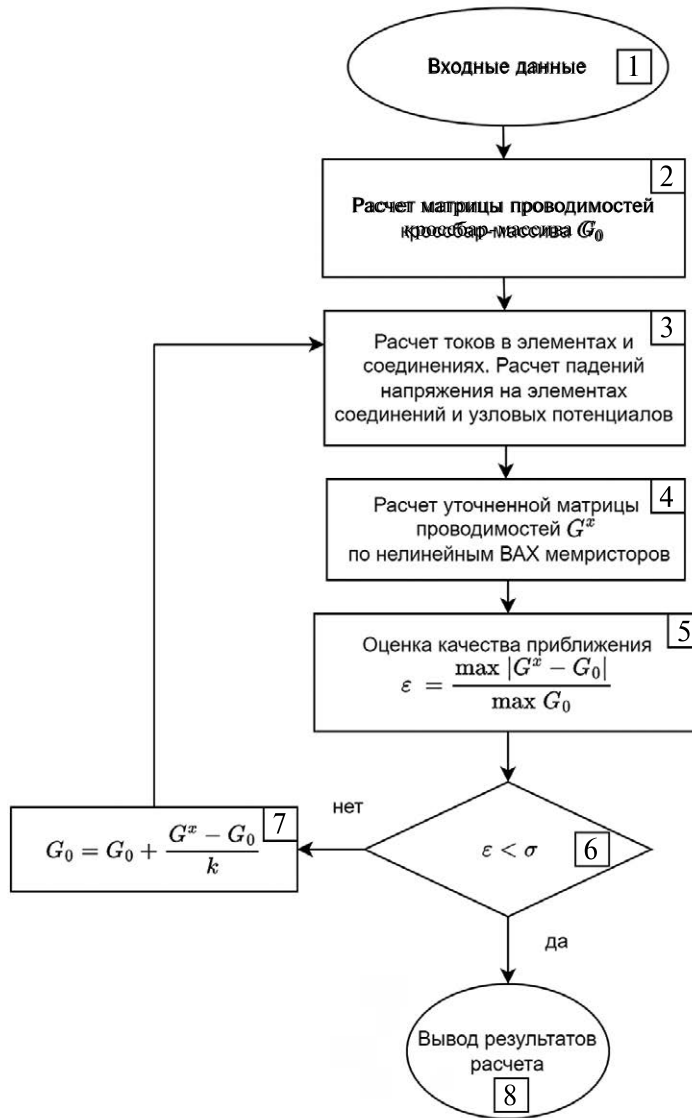 Входные данные
1
2
Расчет матрицы проводимостей
кроссбар-массива G₀
3
Расчет токов в элементах и
соединениях. Расчет падений
напряжения на элементах
соединений и узловых потенциалов
4
Расчет уточненной матрицы
проводимостей Gˣ
по нелинейным ВАХ мемристоров
5
Оценка качества приближения
ε = max |Gˣ − G₀| / max G₀
нет
7
G₀ = G₀ + (Gˣ − G₀) / k
ε < σ
6
да
Вывод результатов
расчета
8